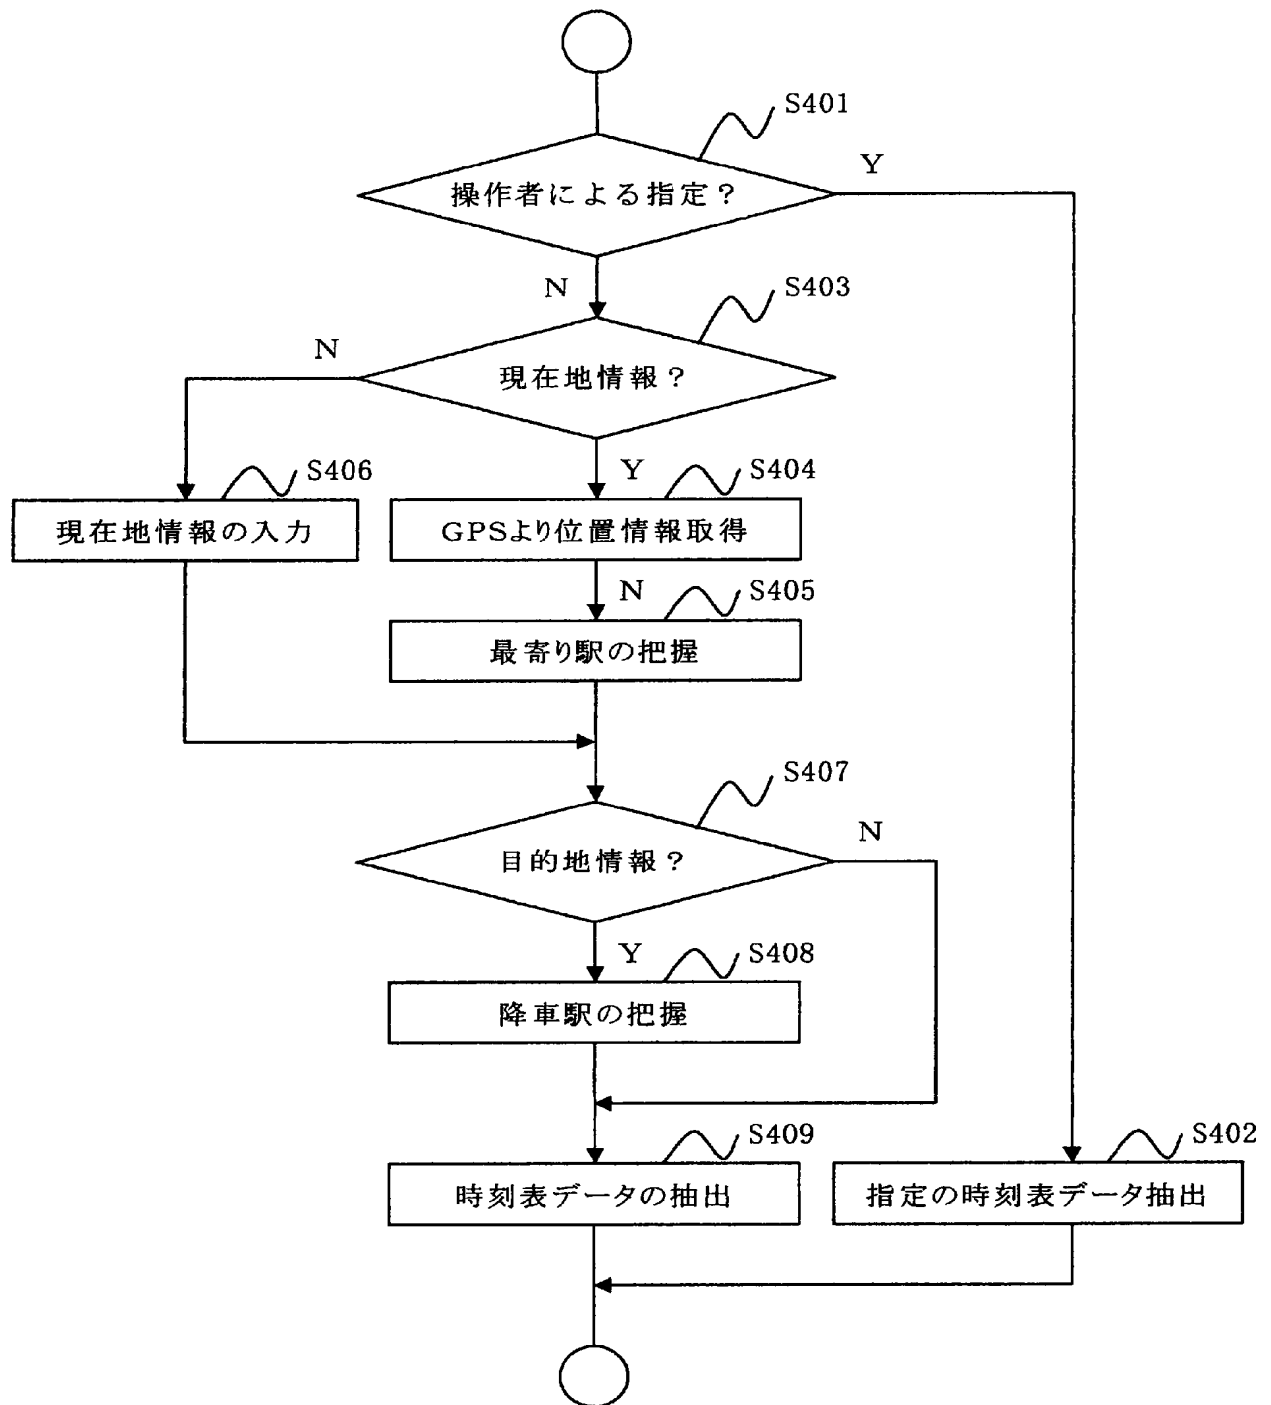 S401
Y
操作者による指定?
N
S403
N
現在地情報?
Y
S404
S406
現在地情報の入力
GPSより位置情報取得
N
S405
最寄り駅の把握
S407
N
目的地情報?
Y
S408
降車駅の把握
S409
S402
時刻表データの抽出
指定の時刻表データ抽出